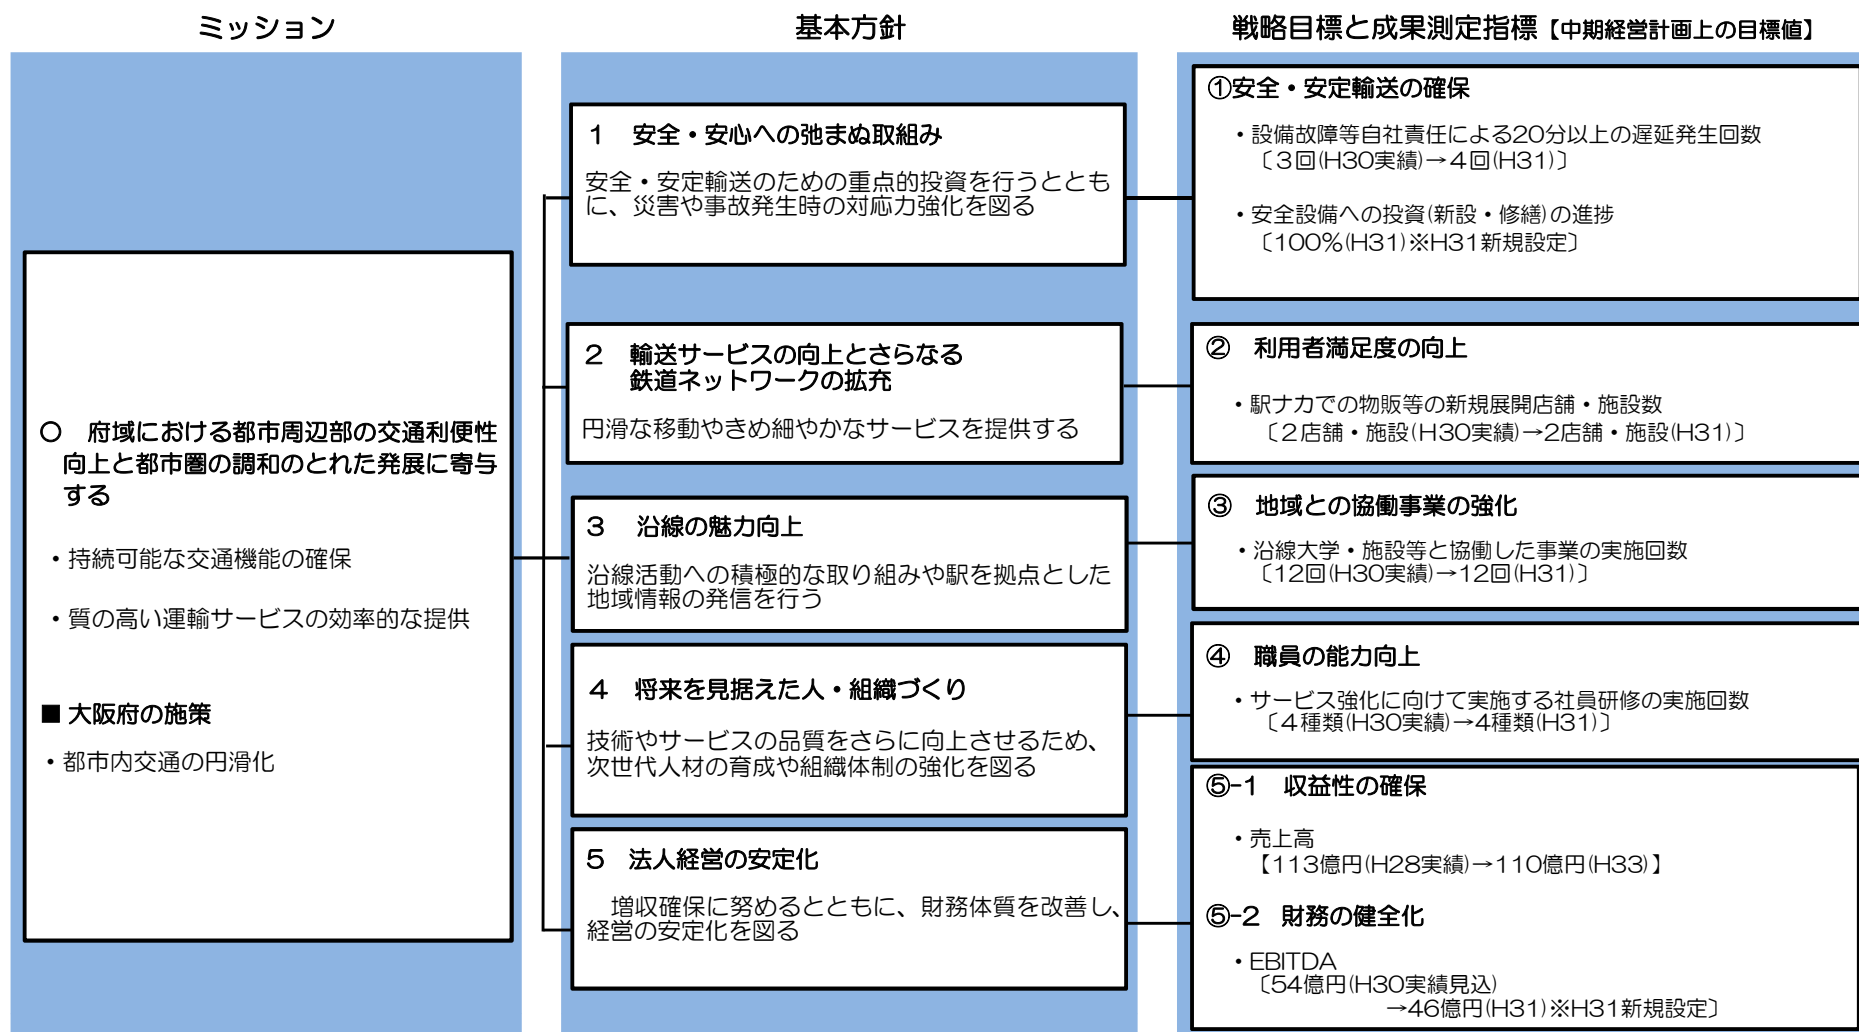 ミッション
○　府域における都市周辺部の交通利便性
向上と都市圏の調和のとれた発展に寄与
する
・持続可能な交通機能の確保
・質の高い運輸サービスの効率的な提供
■ 大阪府の施策
・都市内交通の円滑化
基本方針
１　安全・安心への弛まぬ取組み
安全・安定輸送のための重点的投資を行うととも
に、災害や事故発生時の対応力強化を図る
２　輸送サービスの向上とさらなる
鉄道ネットワークの拡充
円滑な移動やきめ細やかなサービスを提供する
３　沿線の魅力向上
沿線活動への積極的な取り組みや駅を拠点とした
地域情報の発信を行う
４　将来を見据えた人・組織づくり
技術やサービスの品質をさらに向上させるため、
次世代人材の育成や組織体制の強化を図る
５　法人経営の安定化
増収確保に努めるとともに、財務体質を改善し、
経営の安定化を図る
戦略目標と成果測定指標【中期経営計画上の目標値】
①安全・安定輸送の確保
・設備故障等自社責任による20分以上の遅延発生回数
〔３回(H30実績)→４回(H31)〕
・安全設備への投資(新設・修繕)の進捗
〔100％(H31)※H31新規設定〕
②　利用者満足度の向上
・駅ナカでの物販等の新規展開店舗・施設数
〔２店舗・施設(H30実績)→2店舗・施設(H31)〕
③　地域との協働事業の強化
・沿線大学・施設等と協働した事業の実施回数
〔12回(H30実績)→12回(H31)〕
④　職員の能力向上
・サービス強化に向けて実施する社員研修の実施回数
〔４種類(H30実績)→4種類(H31)〕
⑤-1　収益性の確保
・売上高
【113億円(H28実績)→110億円(H33)】
⑤-2　財務の健全化
・EBITDA
〔54億円(H30実績見込)
→46億円(H31)※H31新規設定〕